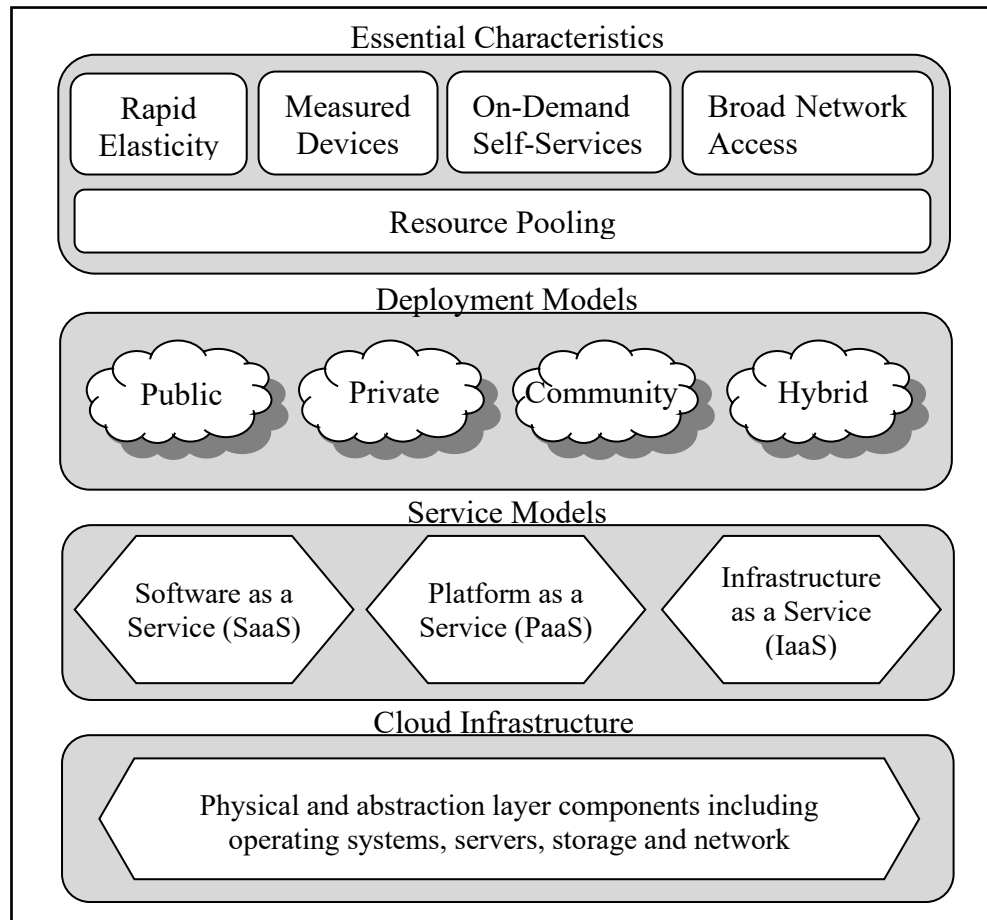 Essential Characteristics
Rapid
Elasticity
Measured
Devices
On-Demand
Self-Services
Broad Network
Access
Resource Pooling
Deployment Models
Public
Private
Community
Hybrid
Service Models
Software as a
Service (SaaS)
Platform as a
Service (PaaS)
Infrastructure
as a Service
(IaaS)
Cloud Infrastructure
Physical and abstraction layer components including
operating systems, servers, storage and network